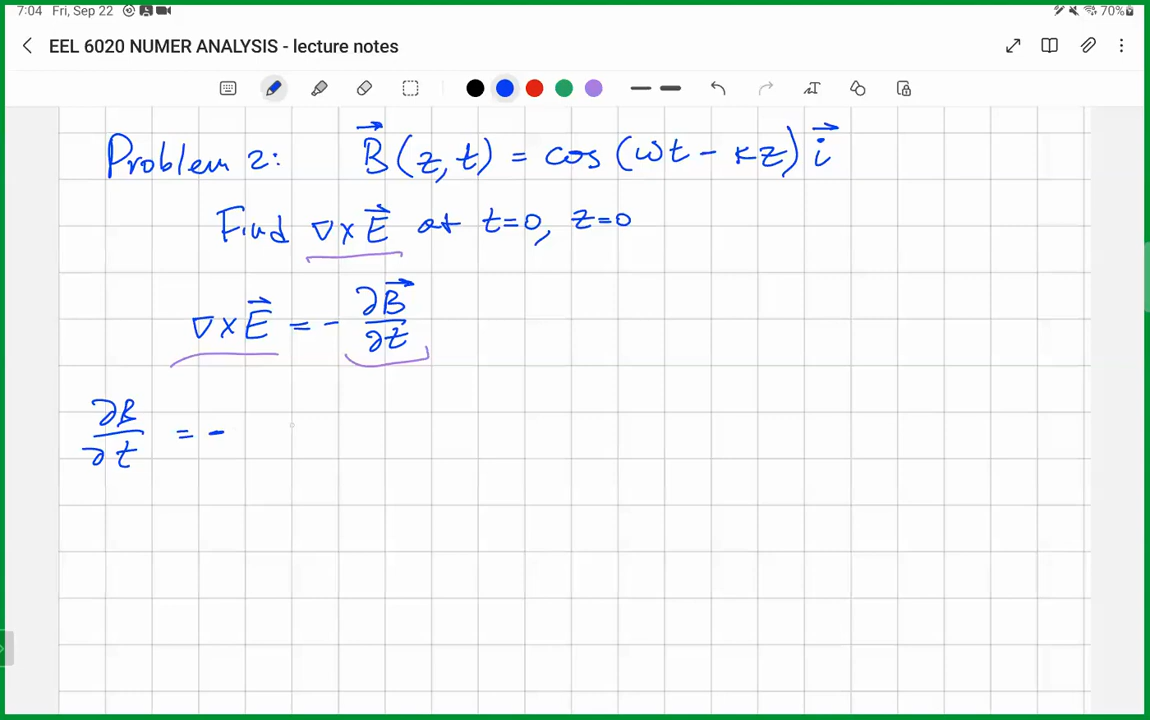 7:04 Fri, Sep 22 70%
EEL 6020 NUMER ANALYSIS - lecture notes
Problem 2: B⃗(z,t) = cos(ωt - kz) i⃗
Find ∇×E⃗ at t=0, z=0
∇×E⃗ = - ∂B⃗/∂t
∂B/∂t = -